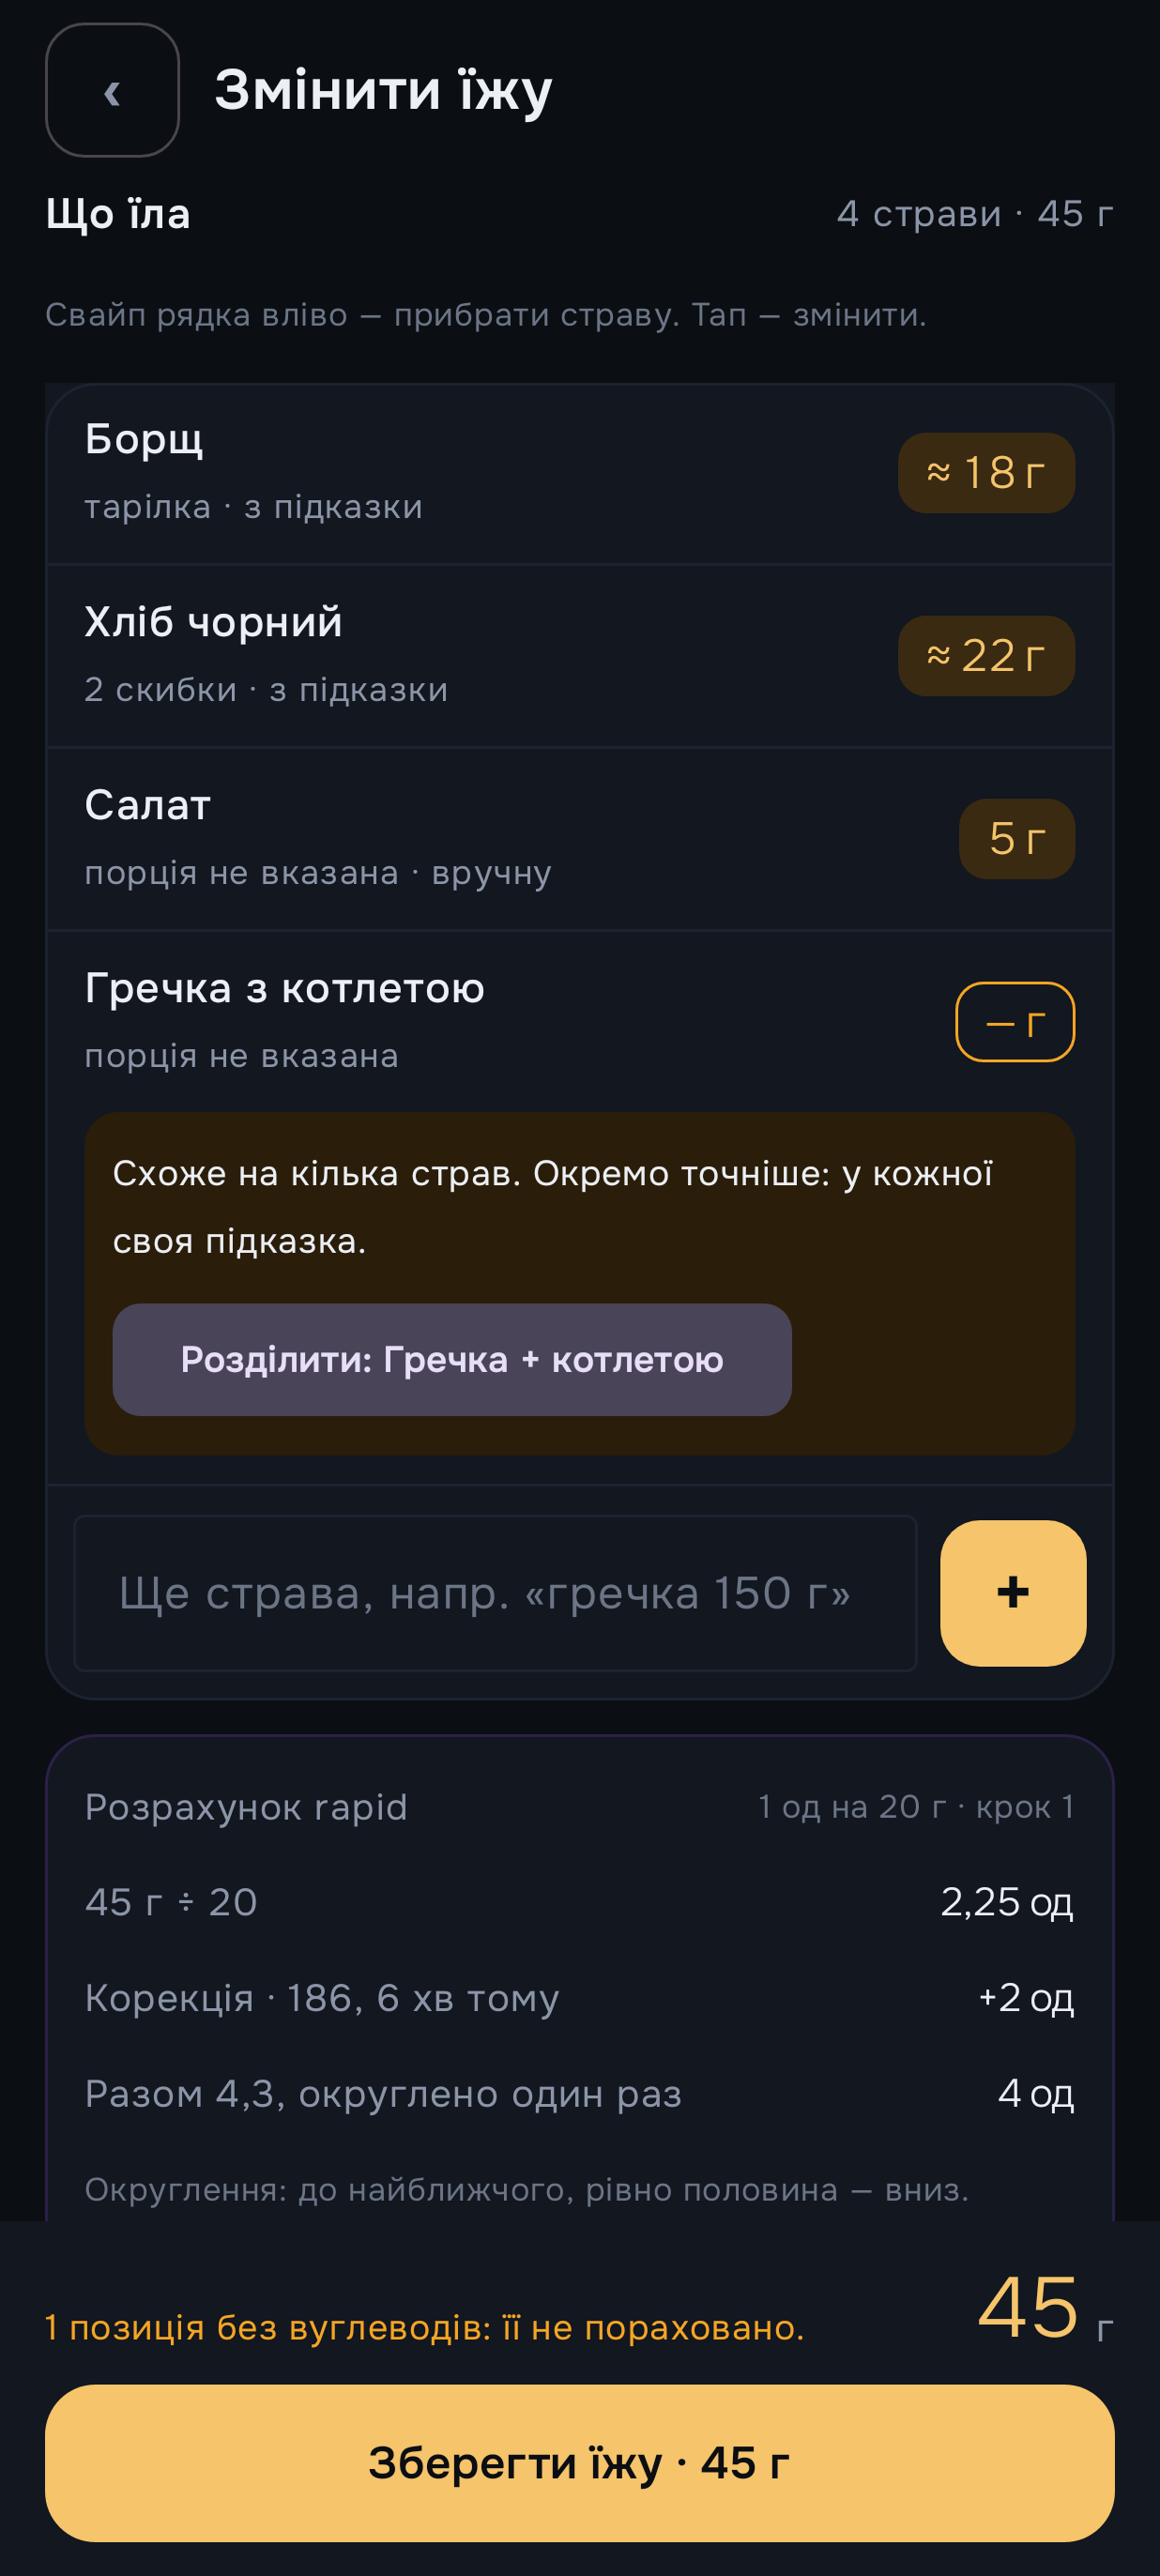 ‹ Змінити їжу
Що їла 4 страви · 45 г
Свайп рядка вліво — прибрати страву. Тап — змінити.
Борщ
≈ 18 г
тарілка · з підказки
Хліб чорний
≈ 22 г
2 скибки · з підказки
Салат
5 г
порція не вказана · вручну
Гречка з котлетою
— г
порція не вказана
Схоже на кілька страв. Окремо точніше: у кожної
своя підказка.
Розділити: Гречка + котлетою
Ще страва, напр. «гречка 150 г» +
Розрахунок rapid 1 од на 20 г · крок 1
45 г ÷ 20 2,25 од
Корекція · 186, 6 хв тому +2 од
Разом 4,3, округлено один раз 4 од
Округлення: до найближчого, рівно половина — вниз.
1 позиція без вуглеводів: її не пораховано. 45 г
Зберегти їжу · 45 г